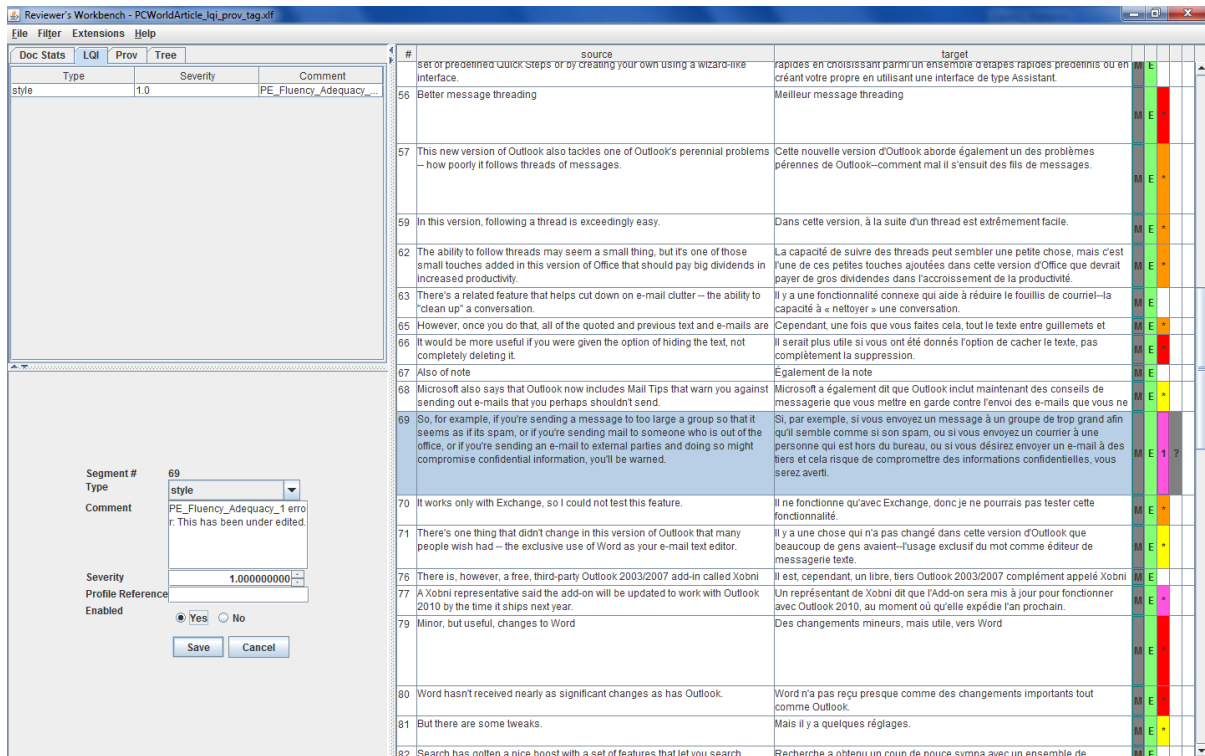 Reviewer's Workbench - PCWorldArticle_lqi_prov_tag.xlf
File Filter Extensions Help
Doc Stats LQI Prov Tree
Type Severity Comment
style 1.0 PE_Fluency_Adequacy_...
Segment # 69
Type style
Comment PE_Fluency_Adequacy_1 erro
r: This has been under edited.
Severity 1.000000000
Profile Reference
Enabled Yes No
Save Cancel
# source target
set of predefined Quick Steps or by creating your own using a wizard-like rapides en choisissant parmi un ensemble d'étapes rapides prédéfinis ou en M E
interface. créant votre propre en utilisant une interface de type Assistant.
56 Better message threading Meilleur message threading
M E *
57 This new version of Outlook also tackles one of Outlook's perennial problems Cette nouvelle version d'Outlook aborde également un des problèmes
-- how poorly it follows threads of messages. pérennes de Outlook--comment mal il s'ensuit des fils de messages.
M E *
59 In this version, following a thread is exceedingly easy. Dans cette version, à la suite d'un thread est extrêmement facile.
M E *
62 The ability to follow threads may seem a small thing, but it's one of those La capacité de suivre des threads peut sembler une petite chose, mais c'est
small touches added in this version of Office that should pay big dividends in l'une de ces petites touches ajoutées dans cette version d'Office que devrait M E *
increased productivity. payer de gros dividendes dans l'accroissement de la productivité.
63 There's a related feature that helps cut down on e-mail clutter -- the ability to Il y a une fonctionnalité connexe qui aide à réduire le fouillis de courriel--la M E
"clean up" a conversation. capacité à « nettoyer » une conversation.
65 However, once you do that, all of the quoted and previous text and e-mails are Cependant, une fois que vous faites cela, tout le texte entre guillemets et M E *
66 It would be more useful if you were given the option of hiding the text, not Il serait plus utile si vous ont été donnés l'option de cacher le texte, pas M E *
completely deleting it. complètement la suppression.
67 Also of note Également de la note M E
68 Microsoft also says that Outlook now includes Mail Tips that warn you against Microsoft a également dit que Outlook inclut maintenant des conseils de M E *
sending out e-mails that you perhaps shouldn't send. messagerie que vous mettre en garde contre l'envoi des e-mails que vous ne
69 So, for example, if you're sending a message to too large a group so that it Si, par exemple, si vous envoyez un message à un groupe de trop grand afin
seems as if its spam, or if you're sending mail to someone who is out of the qu'il semble comme si son spam, ou si vous envoyez un courrier à une
office, or if you're sending an e-mail to external parties and doing so might personne qui est hors du bureau, ou si vous désirez envoyer un e-mail à des M E 1 ?
compromise confidential information, you'll be warned. tiers et cela risque de compromettre des informations confidentielles, vous
serez averti.
70 It works only with Exchange, so I could not test this feature. Il ne fonctionne qu'avec Exchange, donc je ne pourrais pas tester cette M E *
fonctionnalité.
71 There's one thing that didn't change in this version of Outlook that many Il y a une chose qui n'a pas changé dans cette version d'Outlook que
people wish had -- the exclusive use of Word as your e-mail text editor. beaucoup de gens avaient--l'usage exclusif du mot comme éditeur de M E *
messagerie texte.
76 There is, however, a free, third-party Outlook 2003/2007 add-in called Xobni Il est, cependant, un libre, tiers Outlook 2003/2007 complément appelé Xobni M E
77 A Xobni representative said the add-on will be updated to work with Outlook Un représentant de Xobni dit que l'Add-on sera mis à jour pour fonctionner M E *
2010 by the time it ships next year. avec Outlook 2010, au moment où qu'elle expédie l'an prochain.
79 Minor, but useful, changes to Word Des changements mineurs, mais utile, vers Word
M E *
80 Word hasn't received nearly as significant changes as has Outlook. Word n'a pas reçu presque comme des changements importants tout M E *
comme Outlook.
81 But there are some tweaks. Mais il y a quelques réglages. M E *
82 Search has gotten a nice boost with a set of features that let you search Recherche a obtenu un coup de pouce sympa avec un ensemble de M E